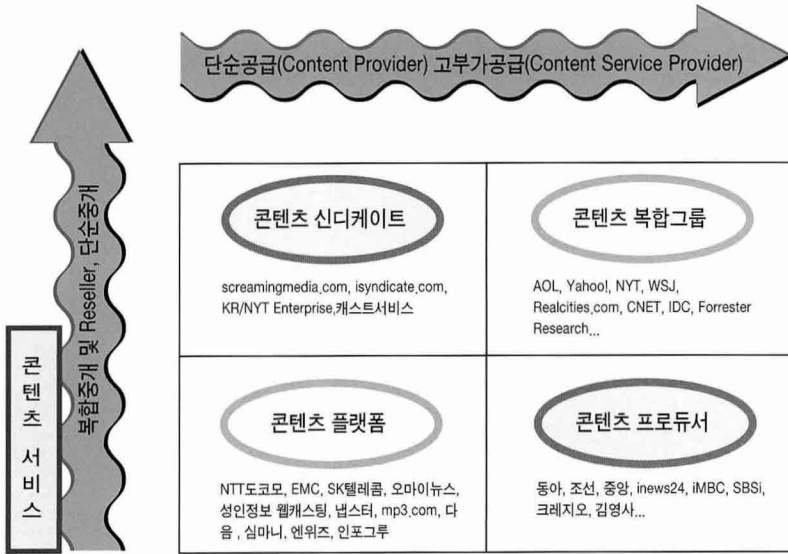 단순공급(Content Provider) 고부가공급(Content Service Provider)
복합중개 및 Reseller, 단순중개
콘텐츠 서비스
콘텐츠 신디케이트
screamingmedia.com, isyndicate.com,
KR/NYT Enterprise,캐스트서비스
콘텐츠 복합그룹
AOL, Yahoo!, NYT, WSJ,
Realcities.com, CNET, IDC, Forrester
Research...
콘텐츠 플랫폼
NTT도코모, EMC, SK텔레콤, 오마이뉴스,
성인정보 웹캐스팅, 냅스터, mp3.com, 다
음 , 심마니, 엔위즈, 인포그루
콘텐츠 프로듀서
동아, 조선, 중앙, inews24, iMBC, SBSi,
크레지오, 김영사...